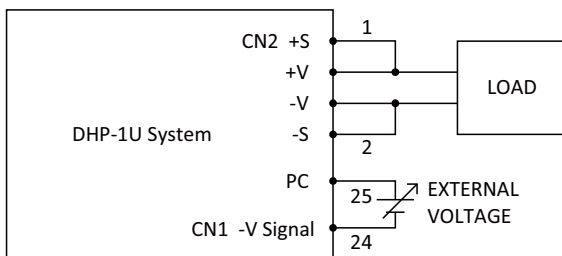 CN2 +S
1
+V
-V
LOAD
DHP-1U System
-S
2
PC
25
EXTERNAL
VOLTAGE
CN1 -V Signal
24